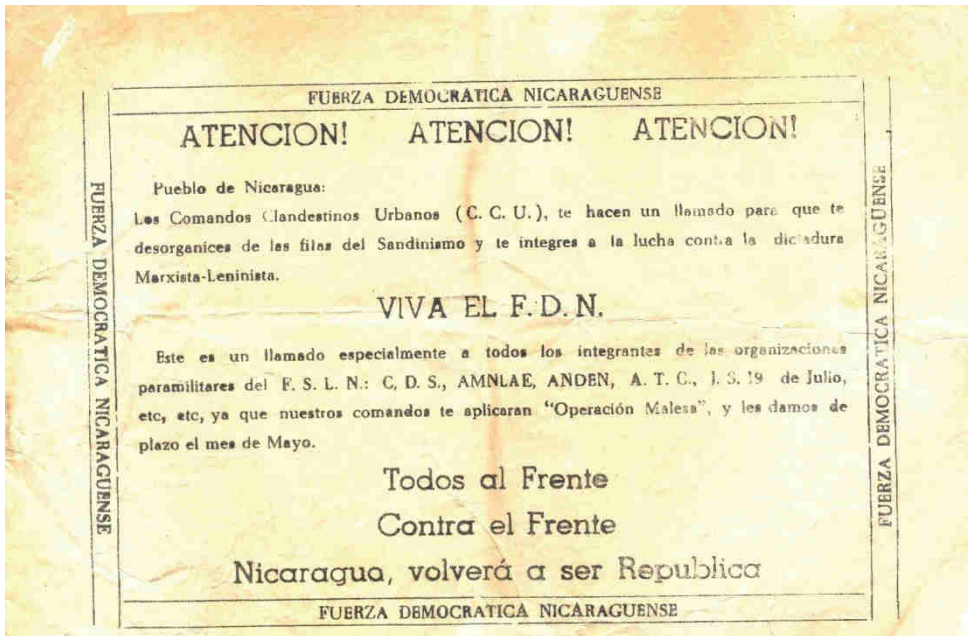 FUERZA DEMOCRATICA NICARAGUENSE
ATENCION! ATENCION! ATENCION!
Pueblo de Nicaragua:
Los Comandos Clandestinos Urbanos (C. C. U.), te hacen un llamado para que te
desorganices de las filas del Sandinismo y te integres a la lucha contra la dictadura
Marxista-Leninista.
VIVA EL F. D. N.
Este es un llamado especialmente a todos los integrantes de las organizaciones
paramilitares del F. S. L. N.: C, D. S., AMNLAE, ANDEN, A. T. C., J. S. 19 de Julio,
etc, etc, ya que nuestros comandos te aplicaran “Operación Maleza”, y les damos de
plazo el mes de Mayo.
Todos al Frente
Contra el Frente
Nicaragua, volverá a ser Republica
FUERZA DEMOCRATICA NICARAGUENSE
FUERZA DEMOCRATICA NICARAGUENSE
FUERZA DEMOCRATICA NICARAGUENSE